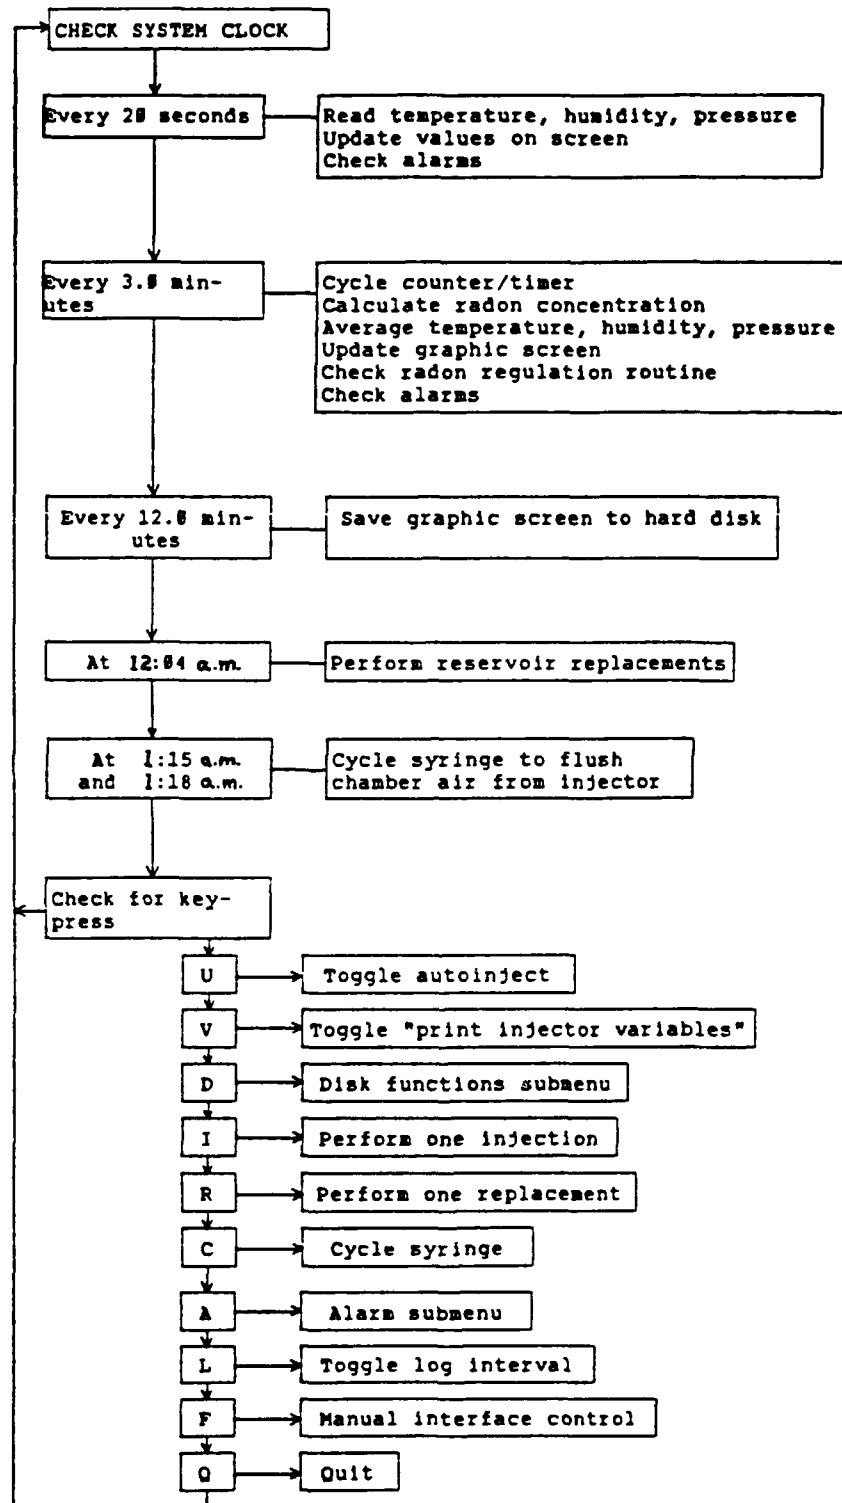 CHECK SYSTEM CLOCK
Every 20 seconds
Read temperature, humidity, pressure
Update values on screen
Check alarms
Every 3.0 min-
utes
Cycle counter/timer
Calculate radon concentration
Average temperature, humidity, pressure
Update graphic screen
Check radon regulation routine
Check alarms
Every 12.0 min-
utes
Save graphic screen to hard disk
At 12:04 a.m.
Perform reservoir replacements
At 1:15 a.m.
and 1:18 a.m.
Cycle syringe to flush
chamber air from injector
Check for key-
press
U
Toggle autoinject
V
Toggle "print injector variables"
D
Disk functions submenu
I
Perform one injection
R
Perform one replacement
C
Cycle syringe
A
Alarm submenu
L
Toggle log interval
F
Manual interface control
Q
Quit